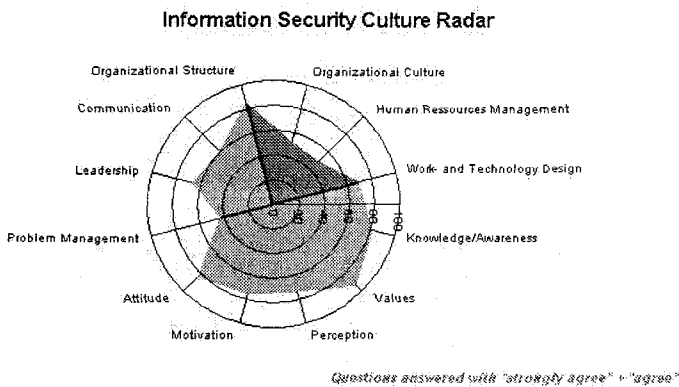 Information Security Culture Radar
Organizational Structure
Organizational Culture
Communication
Human Ressources Management
Leadership
Work- and Technology Design
0
100
Problem Management
Knowledge/Awareness
Attitude
Values
Motivation
Perception
Questions answered with "strongly agree" + "agree"